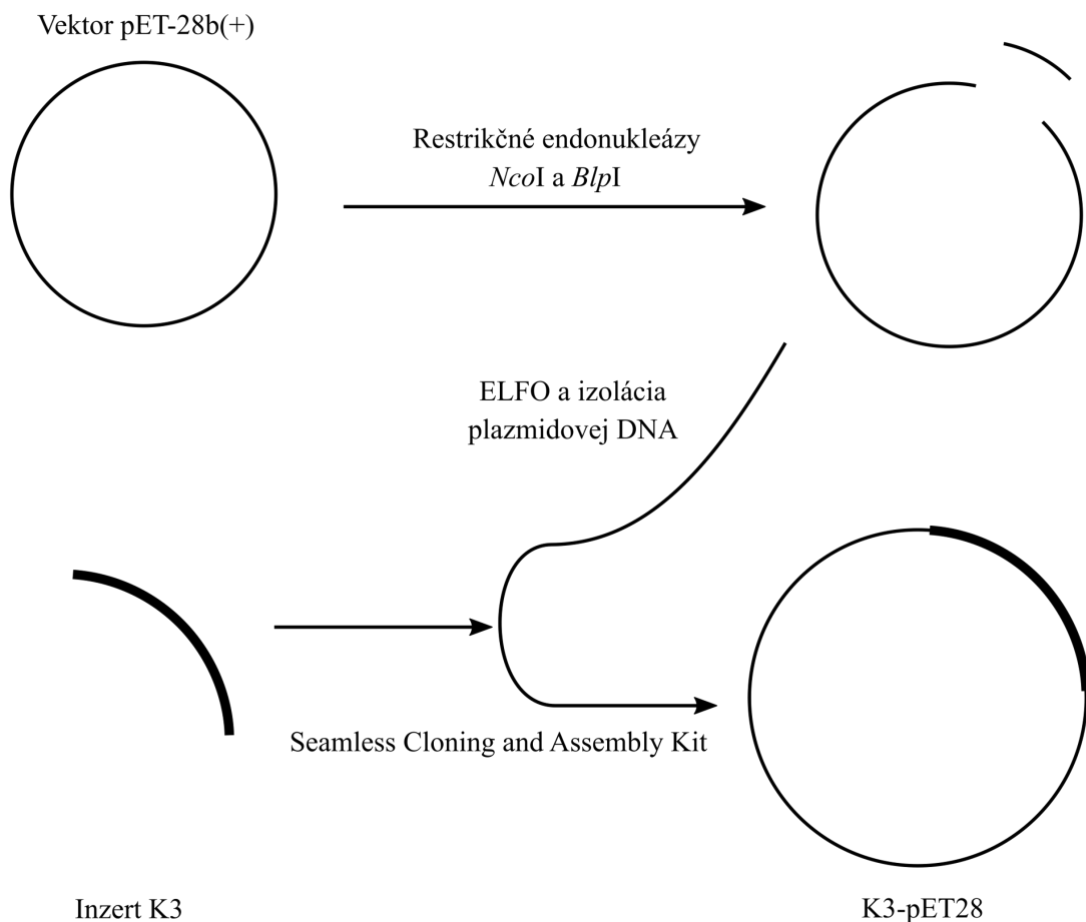 Vektor pET-28b(+)
Reštrikčné endonukleázy
NcoI a BlpI
ELFO a izolácia
plazmidovej DNA
Seamless Cloning and Assembly Kit
Inzert K3
K3-pET28